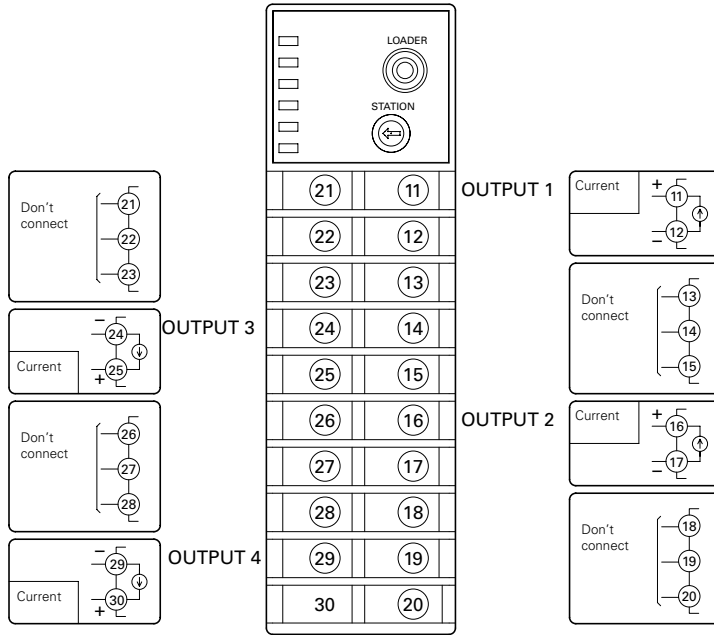 LOADER
STATION
21 11
22 12
23 13
24 14
25 15
26 16
27 17
28 18
29 19
30 20
Don't
connect
21
22
23
OUTPUT 3
−
24
25
+
Current
Don't
connect
26
27
28
OUTPUT 4
−
29
30
+
Current
OUTPUT 1
Current
+
11
12
−
Don't
connect
13
14
15
OUTPUT 2
Current
+
16
17
−
Don't
connect
18
19
20